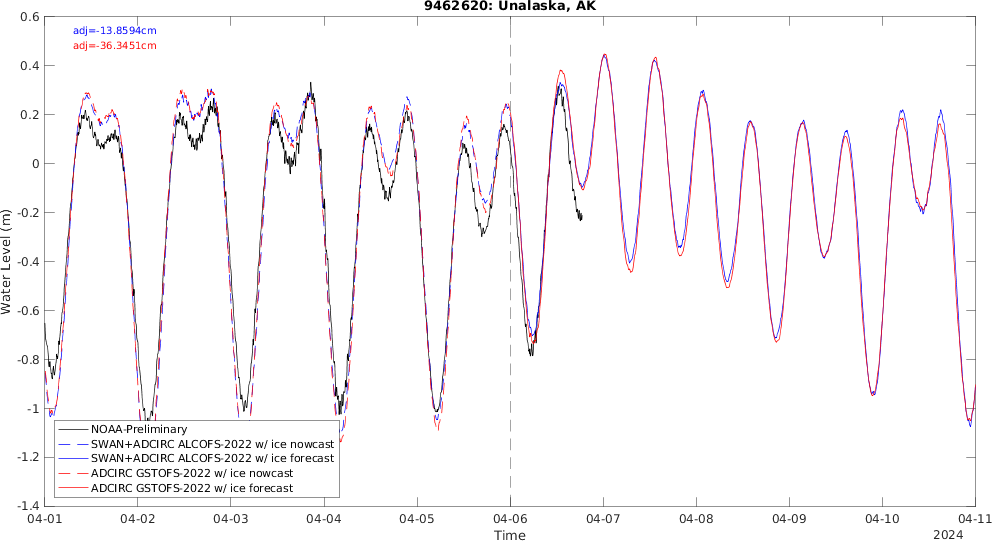 9462620: Unalaska, AK
adj=-13.8594cm
adj=-36.3451cm
Water Level (m)
0.6
0.4
0.2
0
-0.2
-0.4
-0.6
-0.8
-1
-1.2
-1.4
NOAA-Preliminary
SWAN+ADCIRC ALCOFS-2022 w/ ice nowcast
SWAN+ADCIRC ALCOFS-2022 w/ ice forecast
ADCIRC GSTOFS-2022 w/ ice nowcast
ADCIRC GSTOFS-2022 w/ ice forecast
04-01 04-02 04-03 04-04 04-05 04-06 04-07 04-08 04-09 04-10 04-11
Time
2024